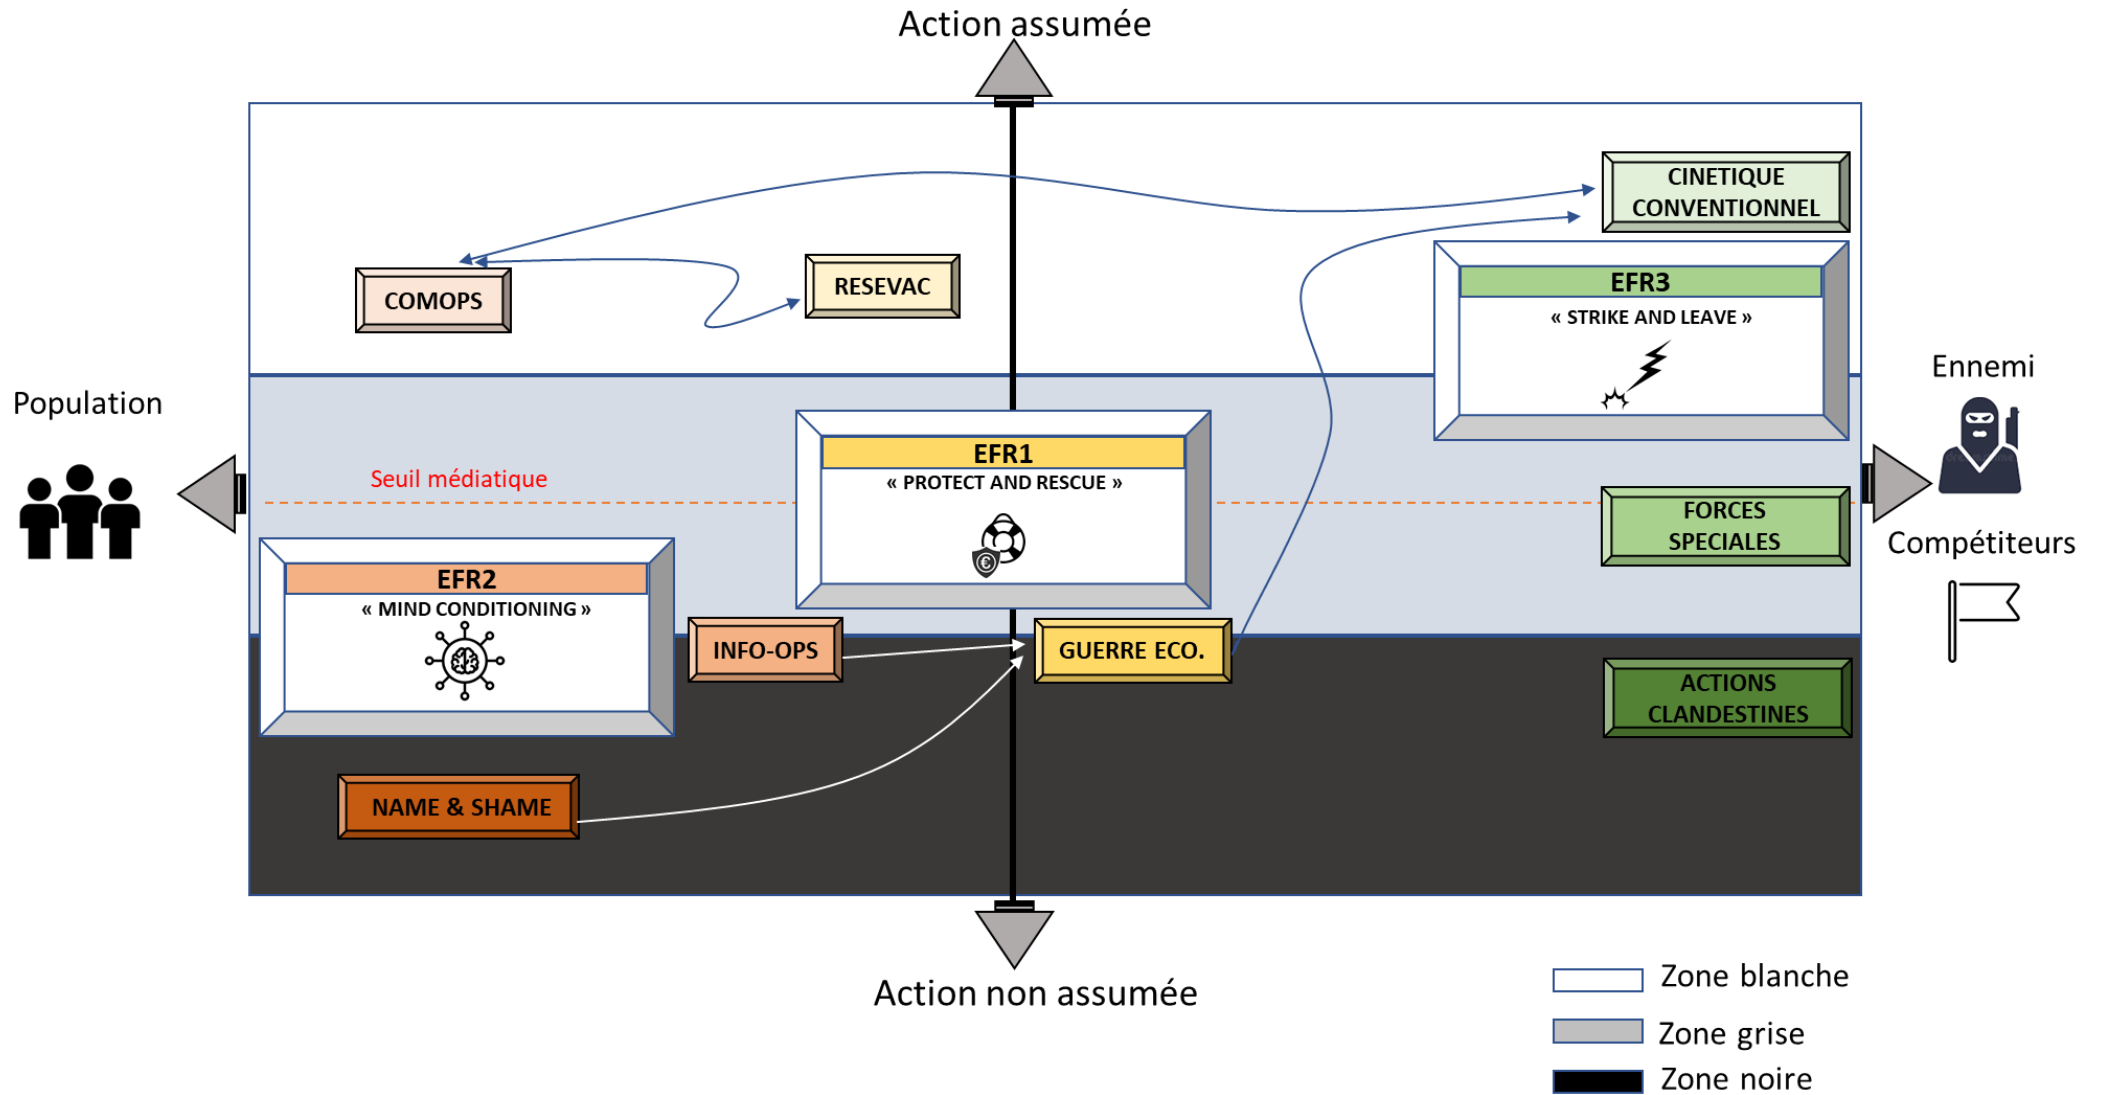 Action assumée
CINETIQUE
CONVENTIONNEL
COMOPS
RESEVAC
EFR3
« STRIKE AND LEAVE »
Population
Ennemi
Seuil médiatique
EFR1
« PROTECT AND RESCUE »
FORCES
SPECIALES
Compétiteurs
EFR2
« MIND CONDITIONING »
INFO-OPS
GUERRE ECO.
ACTIONS
CLANDESTINES
NAME & SHAME
Action non assumée
Zone blanche
Zone grise
Zone noire